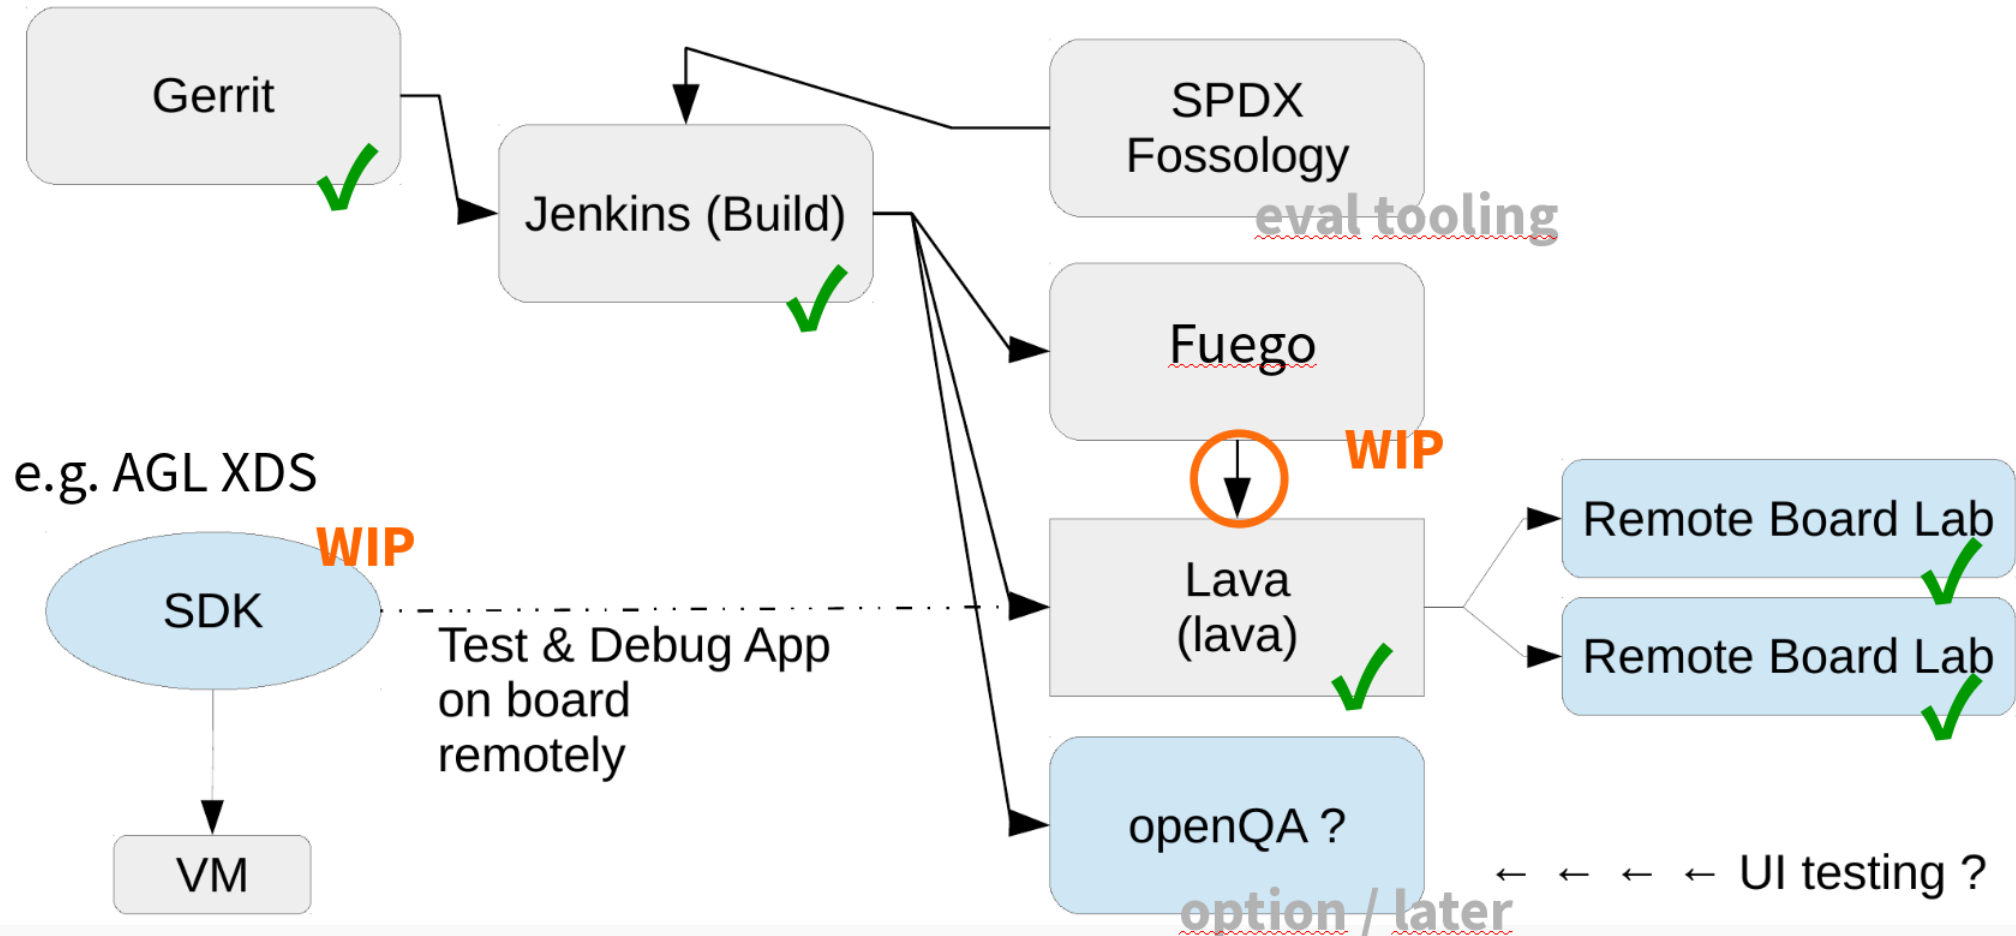 Gerrit
SPDX
Fossology
eval tooling
Jenkins (Build)
Fuego
WIP
e.g. AGL XDS
WIP
SDK
Test & Debug App
on board
remotely
Lava
(lava)
Remote Board Lab
Remote Board Lab
VM
openQA ?
option / later
← ← ← ← UI testing ?